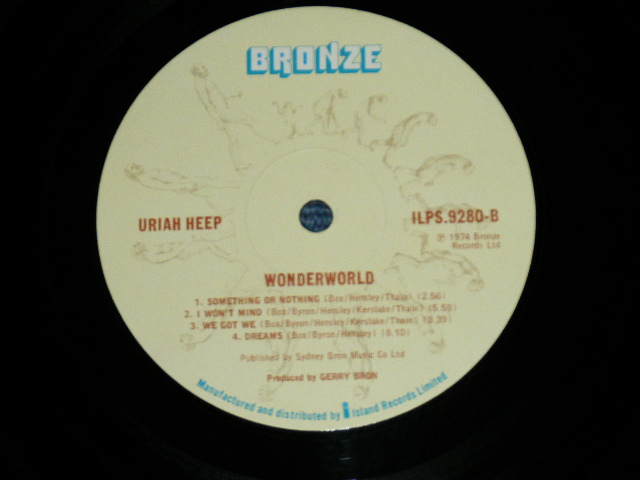 BRONZE
URIAH HEEP
ILPS.9280-B
℗ 1974 Bronze
Records Ltd
WONDERWORLD
1. SOMETHING OR NOTHING (Box/Hensley/Thain) (2.56)
2. I WON'T MIND (Box/Byron/Hensley/Kerslake/Thain) (5.59)
3. WE GOT WE (Box/Byron/Hensley/Kerslake/Thain) (3.39)
4. DREAMS (Box/Byron/Hensley) (6.10)
Published by Sydney Bron Music Co Ltd
Produced by GERRY BRON
Manufactured and distributed by Island Records Limited